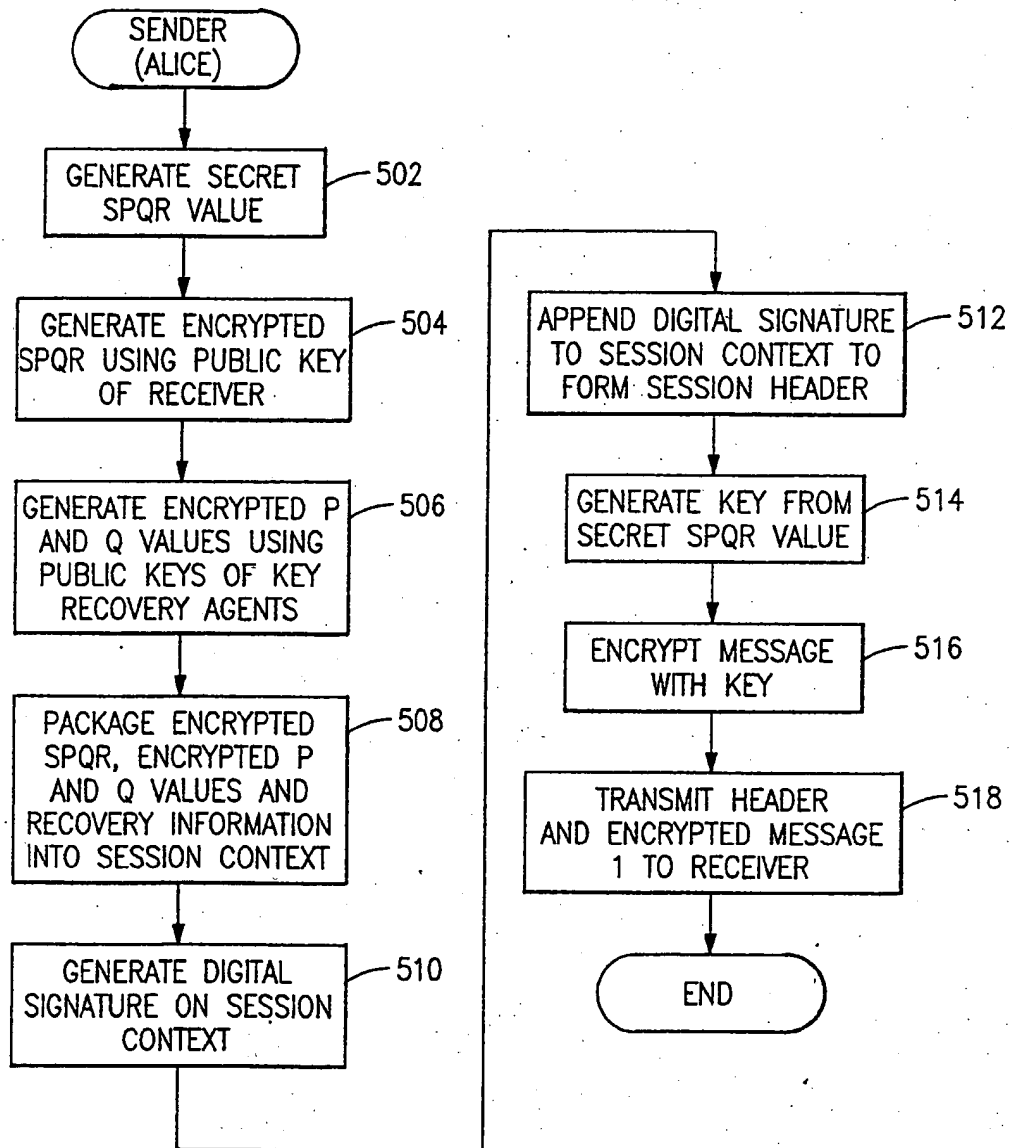 SENDER
(ALICE)
GENERATE SECRET
SPQR VALUE
502
GENERATE ENCRYPTED
SPQR USING PUBLIC KEY
OF RECEIVER
504
GENERATE ENCRYPTED P
AND Q VALUES USING
PUBLIC KEYS OF KEY
RECOVERY AGENTS
506
PACKAGE ENCRYPTED
SPQR, ENCRYPTED P
AND Q VALUES AND
RECOVERY INFORMATION
INTO SESSION CONTEXT
508
GENERATE DIGITAL
SIGNATURE ON SESSION
CONTEXT
510
APPEND DIGITAL SIGNATURE
TO SESSION CONTEXT TO
FORM SESSION HEADER
512
GENERATE KEY FROM
SECRET SPQR VALUE
514
ENCRYPT MESSAGE
WITH KEY
516
TRANSMIT HEADER
AND ENCRYPTED MESSAGE
1 TO RECEIVER
518
END